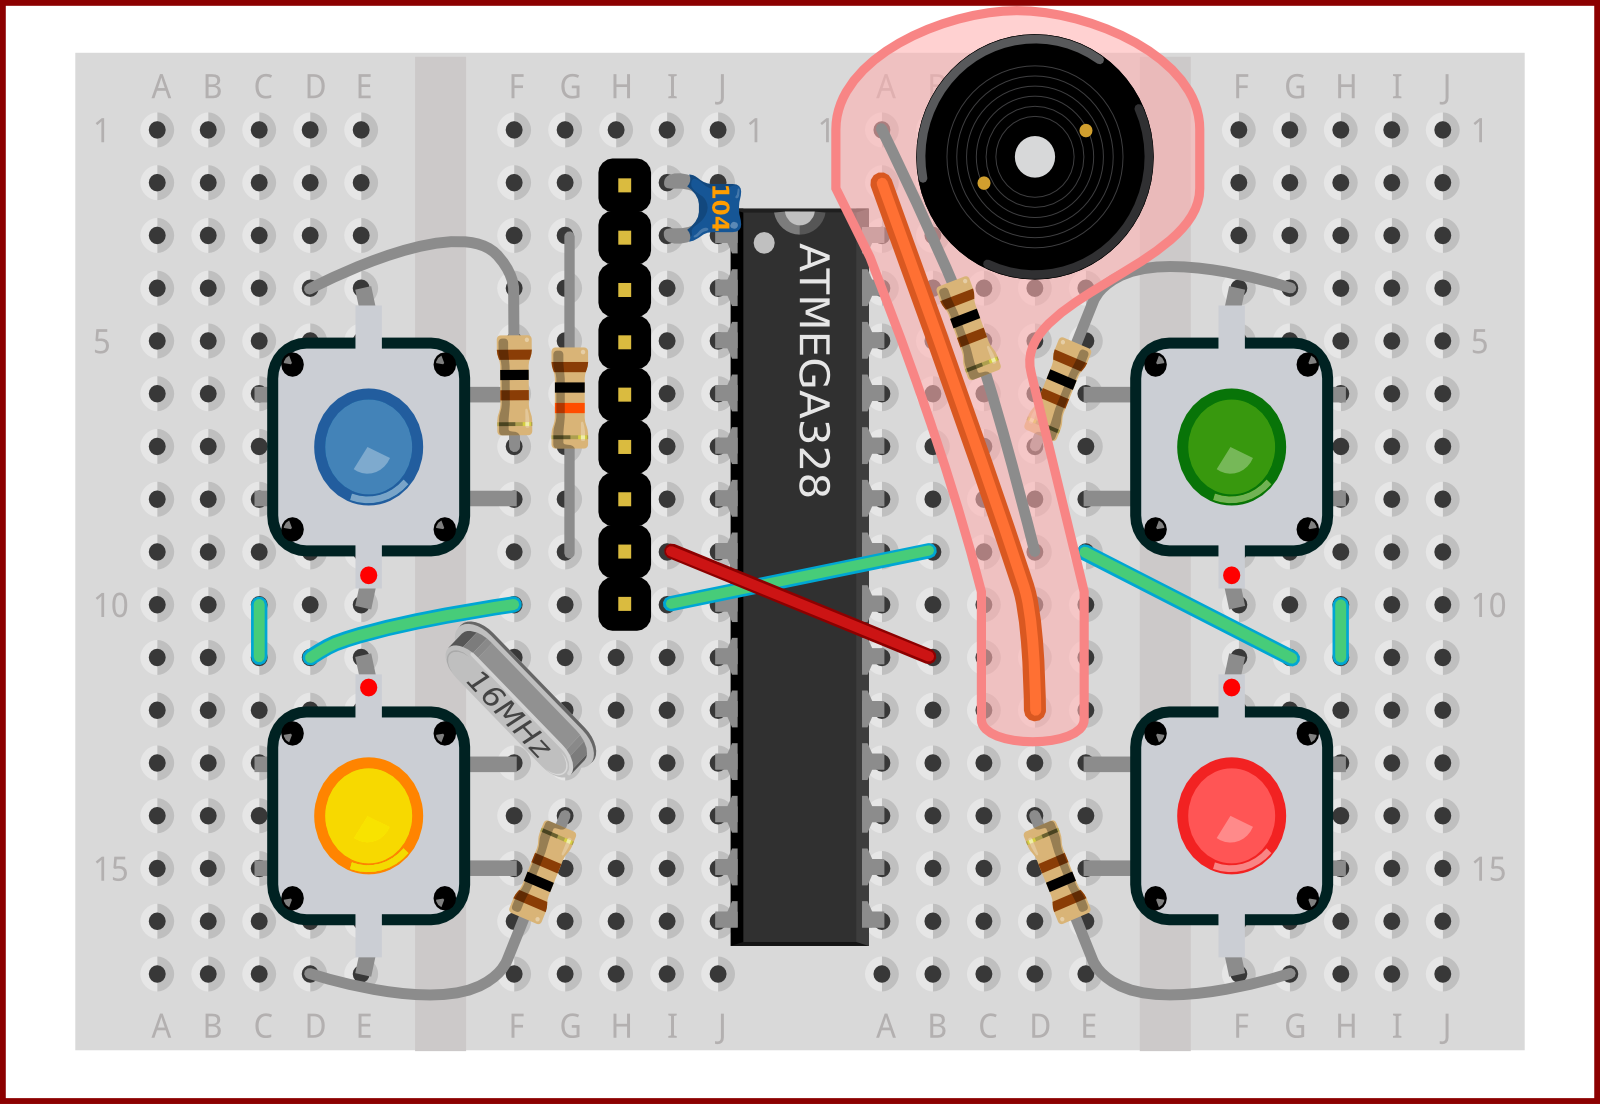 A B C D E F G H I J A B F G H I J
1 1 1 1
104
ATMEGA328
5 5
10 10
16MHz
15 15
A B C D E F G H I J A B C D E F G H I J